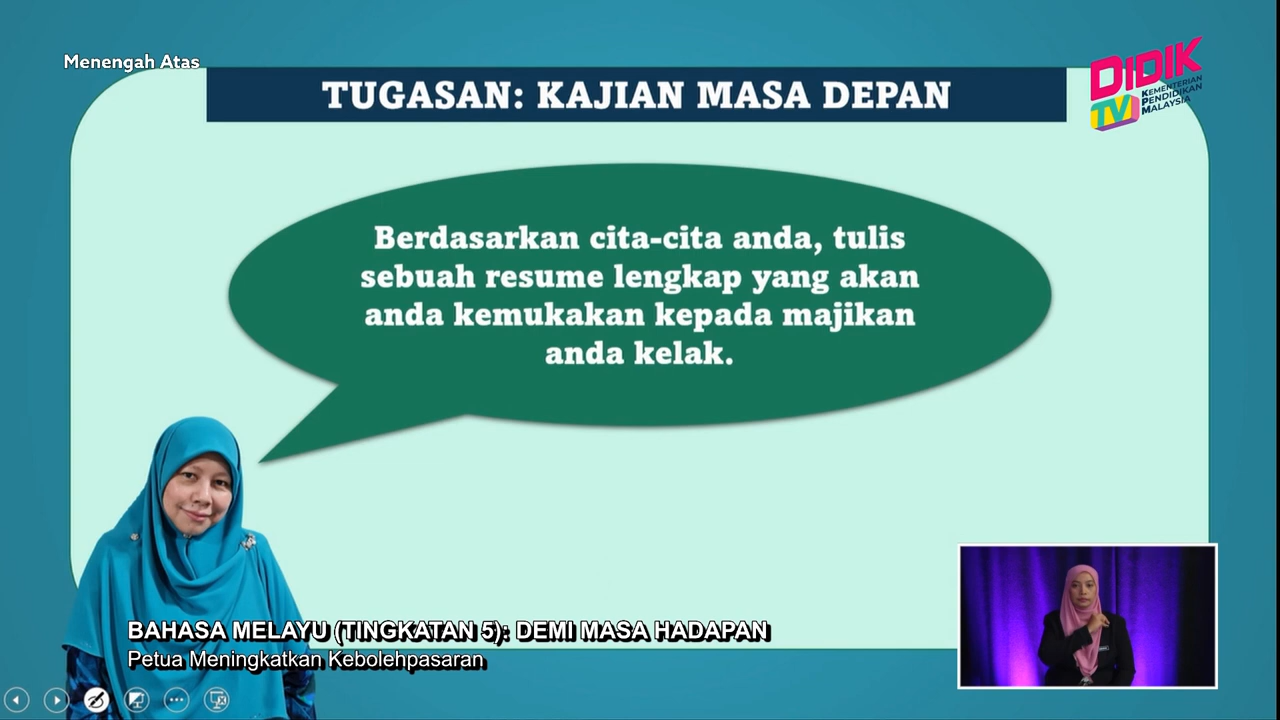 Menengah Atas
TUGASAN: KAJIAN MASA DEPAN
DIDIK
TV
KEMENTERIAN
PENDIDIKAN
MALAYSIA
Berdasarkan cita-cita anda, tulis
sebuah resume lengkap yang akan
anda kemukakan kepada majikan
anda kelak.
BAHASA MELAYU (TINGKATAN 5): DEMI MASA HADAPAN
Petua Meningkatkan Kebolehpasaran